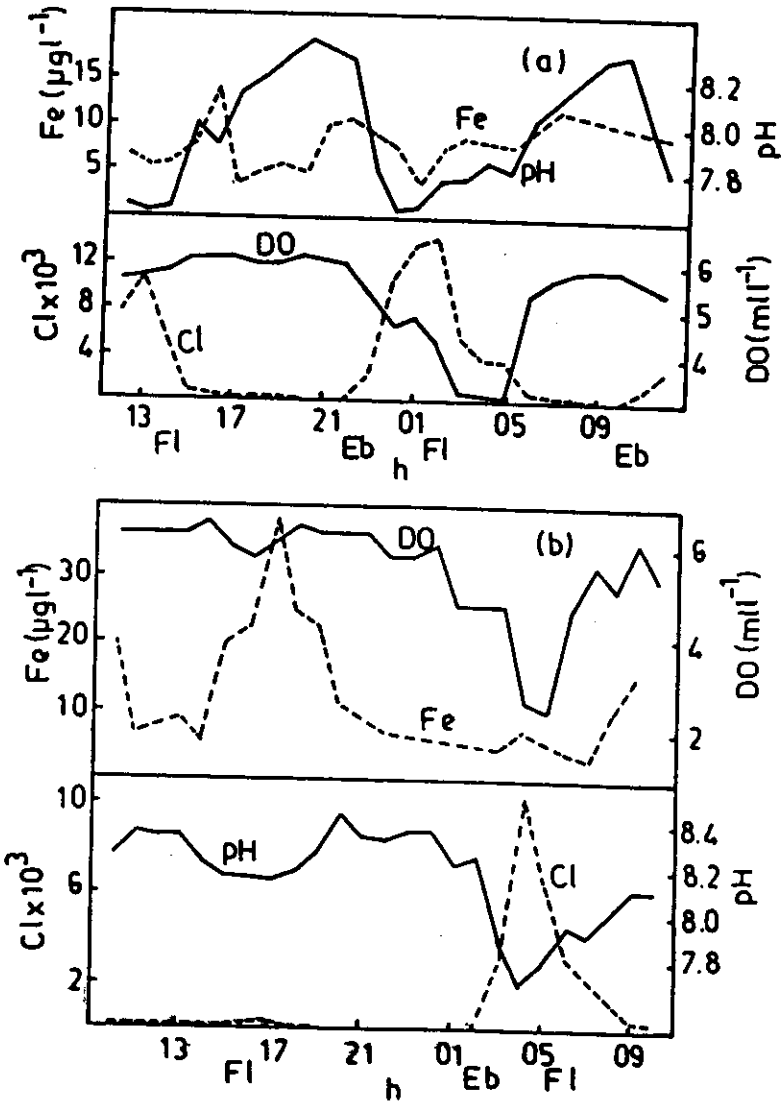 (a)
Fe (µgl⁻¹)
15
10
5
Fe
pH
8.2
8.0
7.8
pH
Cl x 10³
12
8
4
DO
Cl
6
5
4
DO (mll⁻¹)
13 17 21 01 05 09
Fl Eb Fl Eb
h
(b)
Fe (µgl⁻¹)
30
20
10
DO
Fe
6
4
2
DO (mll⁻¹)
Cl x 10³
10
6
2
pH
Cl
8.4
8.2
8.0
7.8
pH
13 17 21 01 05 09
Fl Eb Fl
h